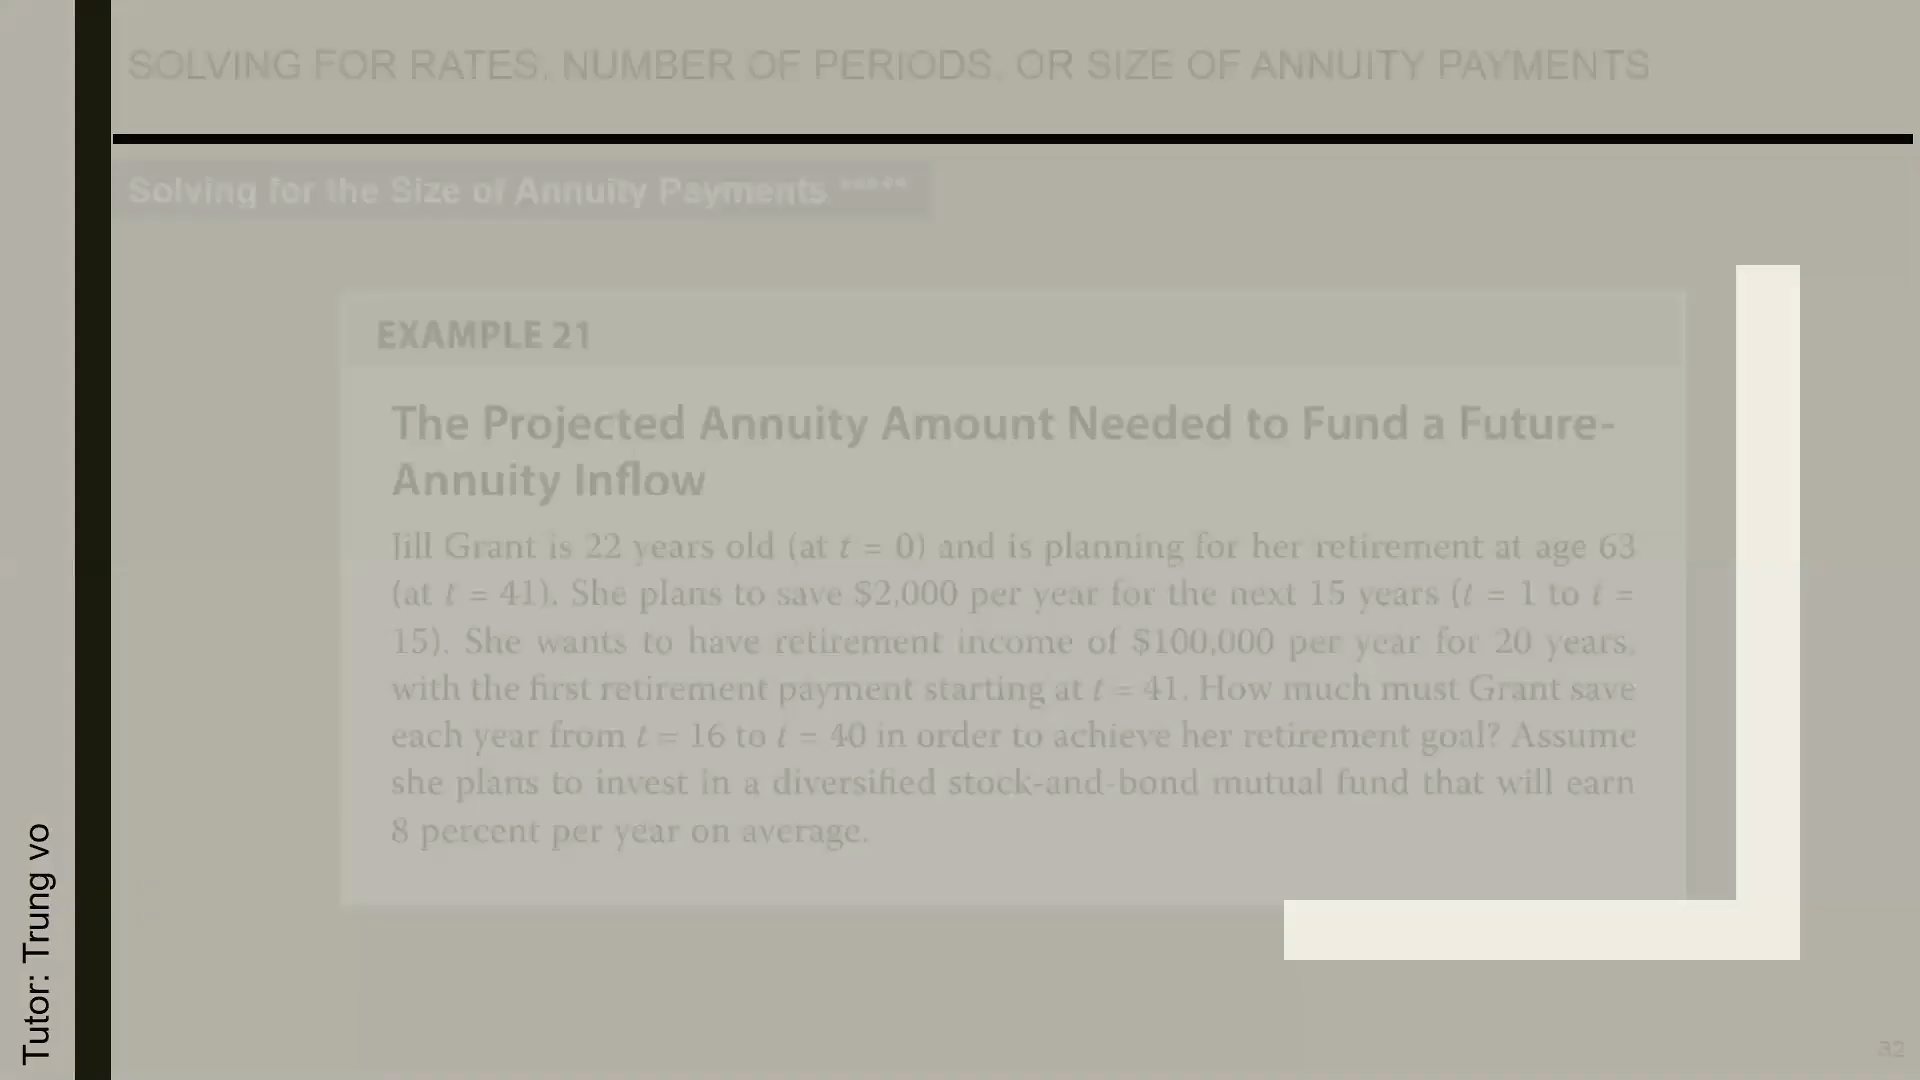 SOLVING FOR RATES, NUMBER OF PERIODS, OR SIZE OF ANNUITY PAYMENTS
Solving for the Size of Annuity Payments *****
EXAMPLE 21
The Projected Annuity Amount Needed to Fund a Future-
Annuity Inflow
Jill Grant is 22 years old (at t = 0) and is planning for her retirement at age 63
(at t = 41). She plans to save $2,000 per year for the next 15 years (t = 1 to t =
15). She wants to have retirement income of $100,000 per year for 20 years,
with the first retirement payment starting at t = 41. How much must Grant save
each year from t = 16 to t = 40 in order to achieve her retirement goal? Assume
she plans to invest in a diversified stock-and-bond mutual fund that will earn
8 percent per year on average.
Tutor: Trung vo
32